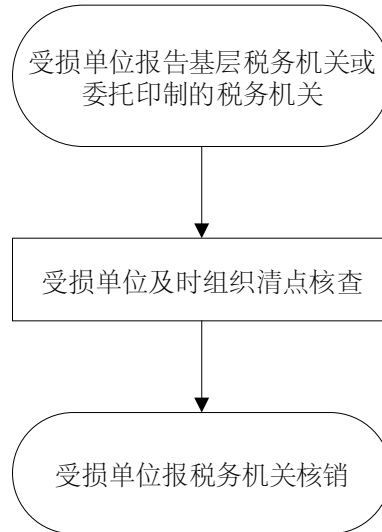 受损单位报告基层税务机关或
委托印制的税务机关
受损单位及时组织清点核查
受损单位报税务机关核销